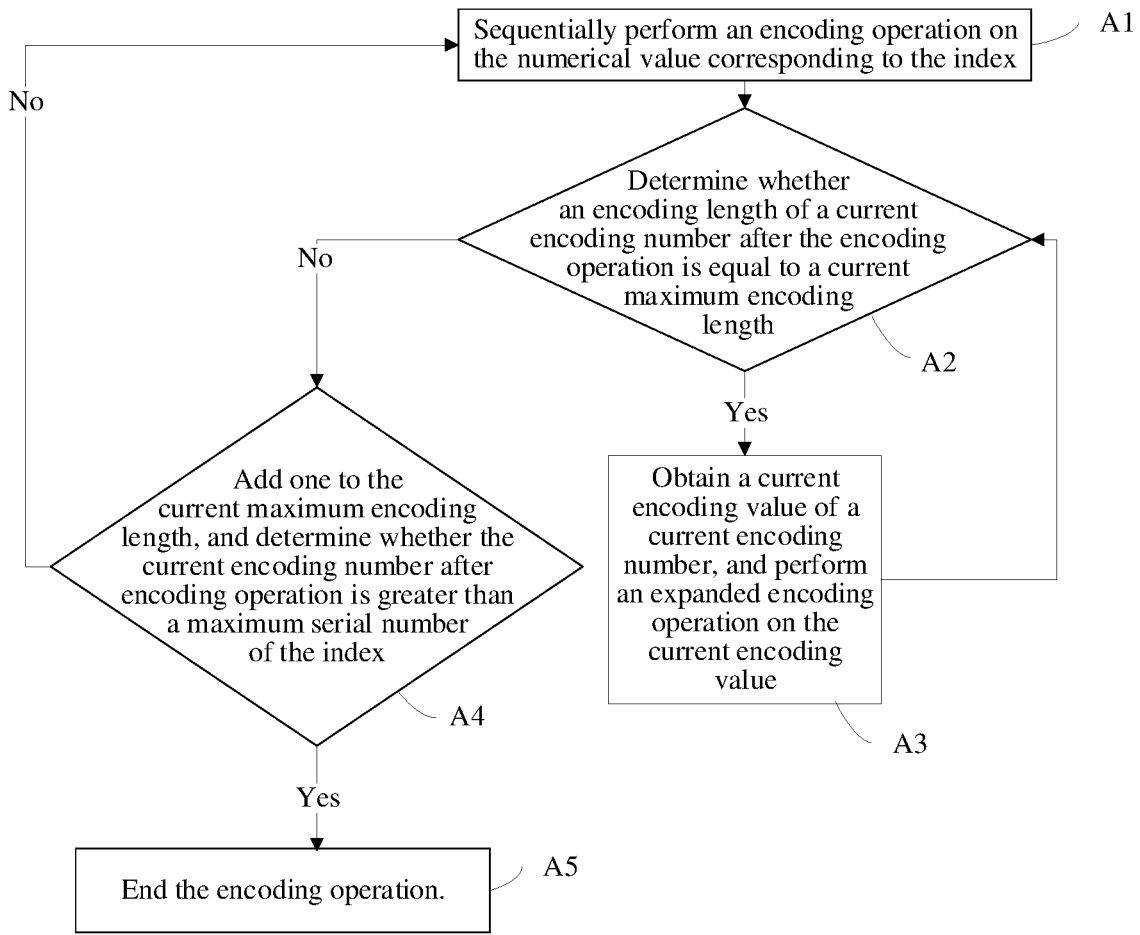 Sequentially perform an encoding operation on
the numerical value corresponding to the index
A1
No
Determine whether
an encoding length of a current
encoding number after the encoding
operation is equal to a current
maximum encoding
length
A2
No
Yes
Obtain a current
encoding value of a
current encoding
number, and perform
an expanded encoding
operation on the
current encoding
value
A3
Add one to the
current maximum encoding
length, and determine whether the
current encoding number after
encoding operation is greater than
a maximum serial number
of the index
A4
Yes
End the encoding operation.
A5